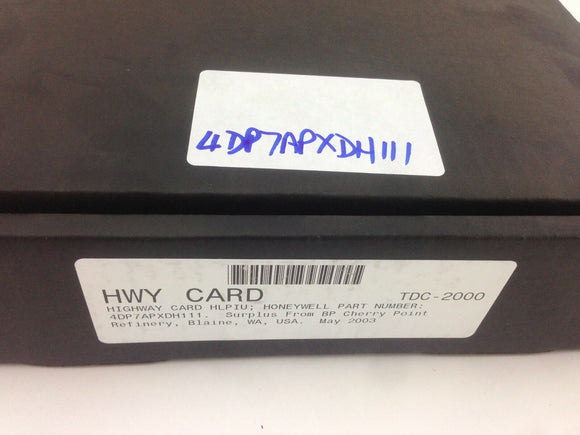 4DP7APXDH111
HWY CARD TDC-2000
HIGHWAY CARD HLPIU; HONEYWELL PART NUMBER:
4DP7APXDH111. Surplus From BP Cherry Point
Refinery, Blaine, WA, USA. May 2003